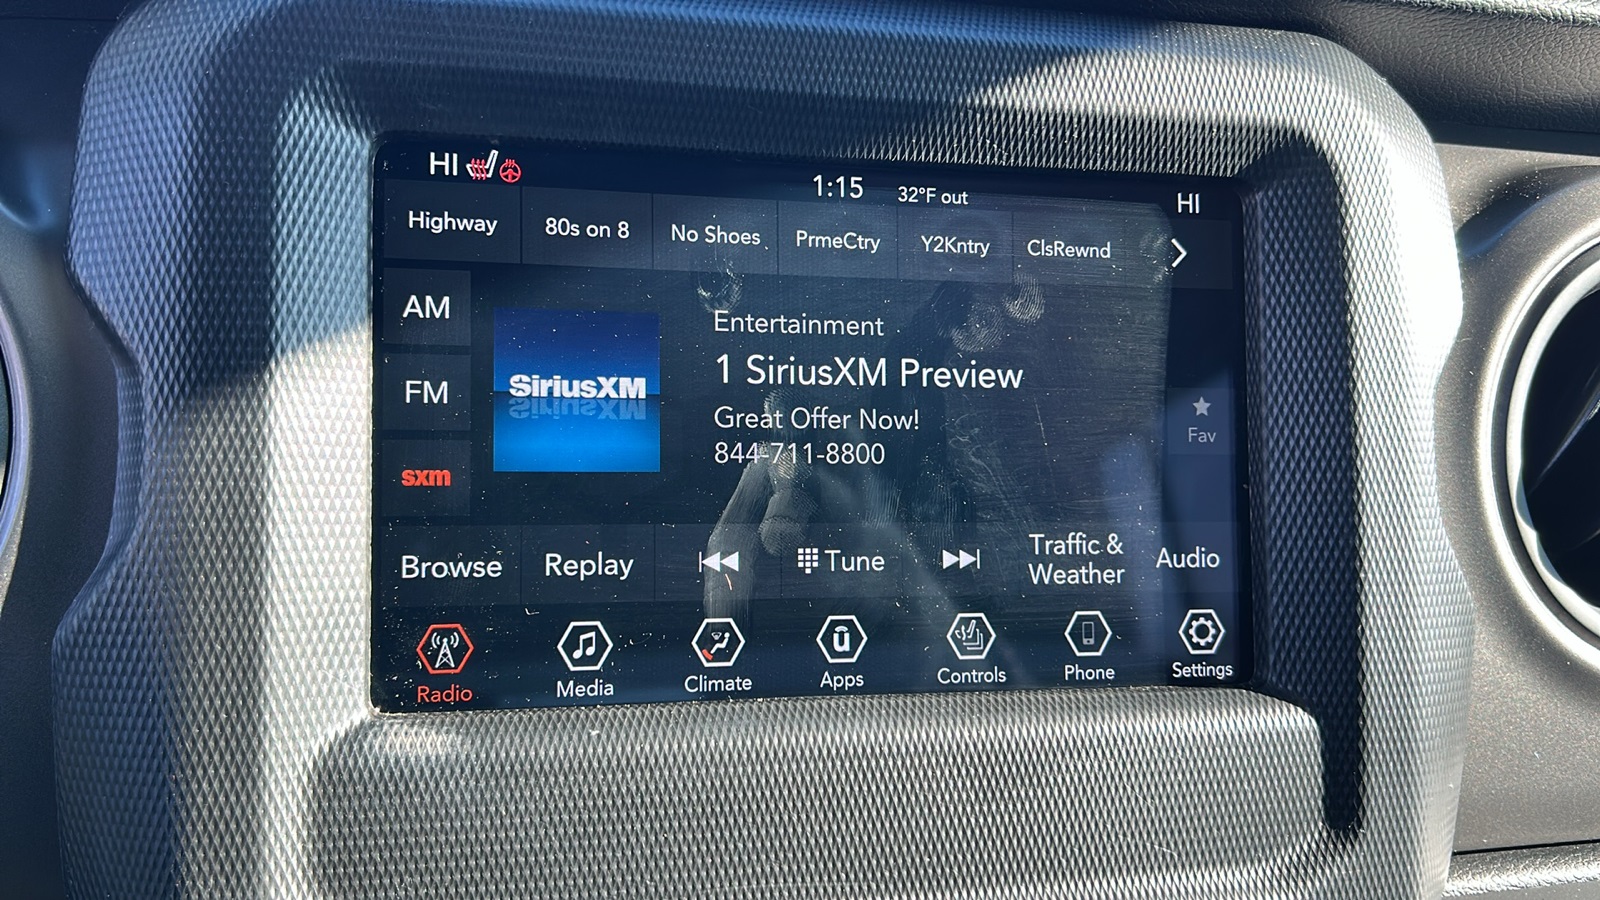 HI
1:15
32°F out
HI
Highway
80s on 8
No Shoes
PrmeCtry
Y2Kntry
ClsRewnd
AM
FM
sxm
SiriusXM
Entertainment
1 SiriusXM Preview
Great Offer Now!
844-711-8800
Fav
Browse
Replay
Tune
Traffic &
Weather
Audio
Radio
Media
Climate
Apps
Controls
Phone
Settings